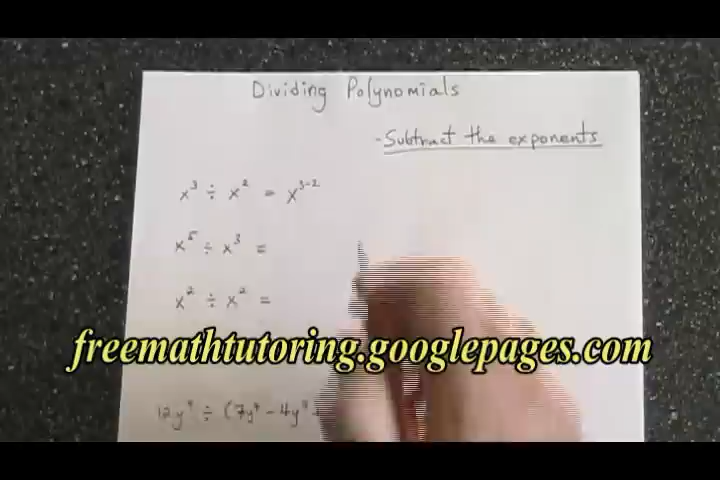 Dividing Polynomials
- Subtract the exponents
x³ ÷ x² = x³⁻²
x⁵ ÷ x³ =
x² ÷ x² =
freemathtutoring.googlepages.com